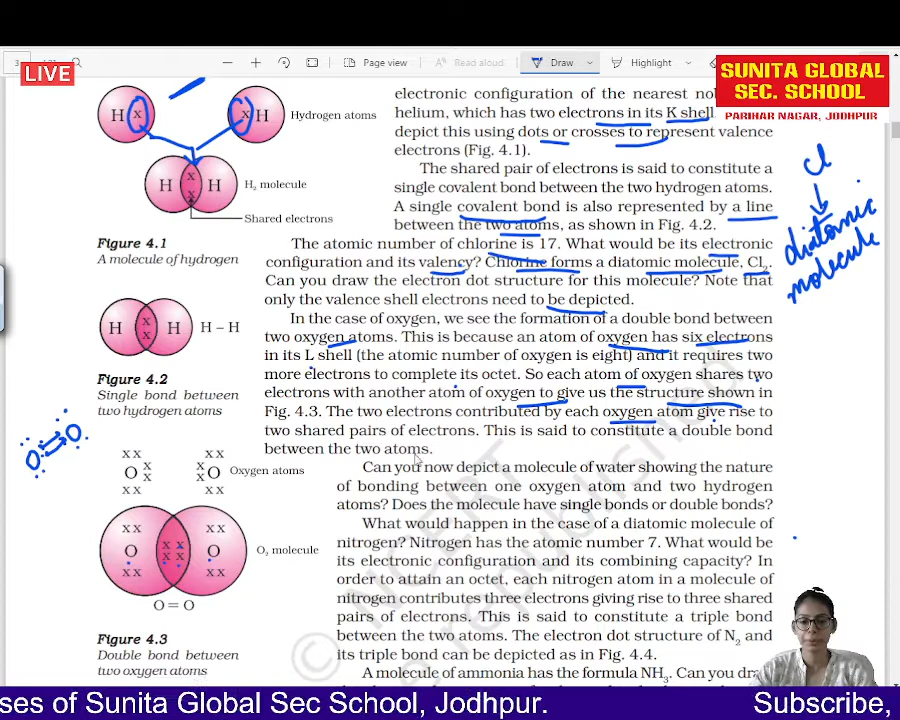 3
Page view
Read aloud
Draw
Highlight
LIVE
SUNITA GLOBAL
SEC. SCHOOL
PARIHAR NAGAR, JODHPUR
H x
x H
Hydrogen atoms
H x x H
H2 molecule
Shared electrons
Figure 4.1
A molecule of hydrogen
H x x H
H – H
Figure 4.2
Single bond between
two hydrogen atoms
O O
x x
x x
O x x
x x
x x
x x O
x x
Oxygen atoms
x x
x x
O x x x x O
x x
x x
O2 molecule
O = O
Figure 4.3
Double bond between
two oxygen atoms
electronic configuration of the nearest no
helium, which has two electrons in its K shell
depict this using dots or crosses to represent valence
electrons (Fig. 4.1).
The shared pair of electrons is said to constitute a
single covalent bond between the two hydrogen atoms.
A single covalent bond is also represented by a line
between the two atoms, as shown in Fig. 4.2.
The atomic number of chlorine is 17. What would be its electronic
configuration and its valency? Chlorine forms a diatomic molecule, Cl2.
Can you draw the electron dot structure for this molecule? Note that
only the valence shell electrons need to be depicted.
In the case of oxygen, we see the formation of a double bond between
two oxygen atoms. This is because an atom of oxygen has six electrons
in its L shell (the atomic number of oxygen is eight) and it requires two
more electrons to complete its octet. So each atom of oxygen shares two
electrons with another atom of oxygen to give us the structure shown in
Fig. 4.3. The two electrons contributed by each oxygen atom give rise to
two shared pairs of electrons. This is said to constitute a double bond
between the two atoms.
Can you now depict a molecule of water showing the nature
of bonding between one oxygen atom and two hydrogen
atoms? Does the molecule have single bonds or double bonds?
What would happen in the case of a diatomic molecule of
nitrogen? Nitrogen has the atomic number 7. What would be
its electronic configuration and its combining capacity? In
order to attain an octet, each nitrogen atom in a molecule of
nitrogen contributes three electrons giving rise to three shared
pairs of electrons. This is said to constitute a triple bond
between the two atoms. The electron dot structure of N2 and
its triple bond can be depicted as in Fig. 4.4.
A molecule of ammonia has the formula NH3. Can you dra
Cl
diatomic
molecule
© NCERT
republished
ses of Sunita Global Sec School, Jodhpur.
Subscribe,